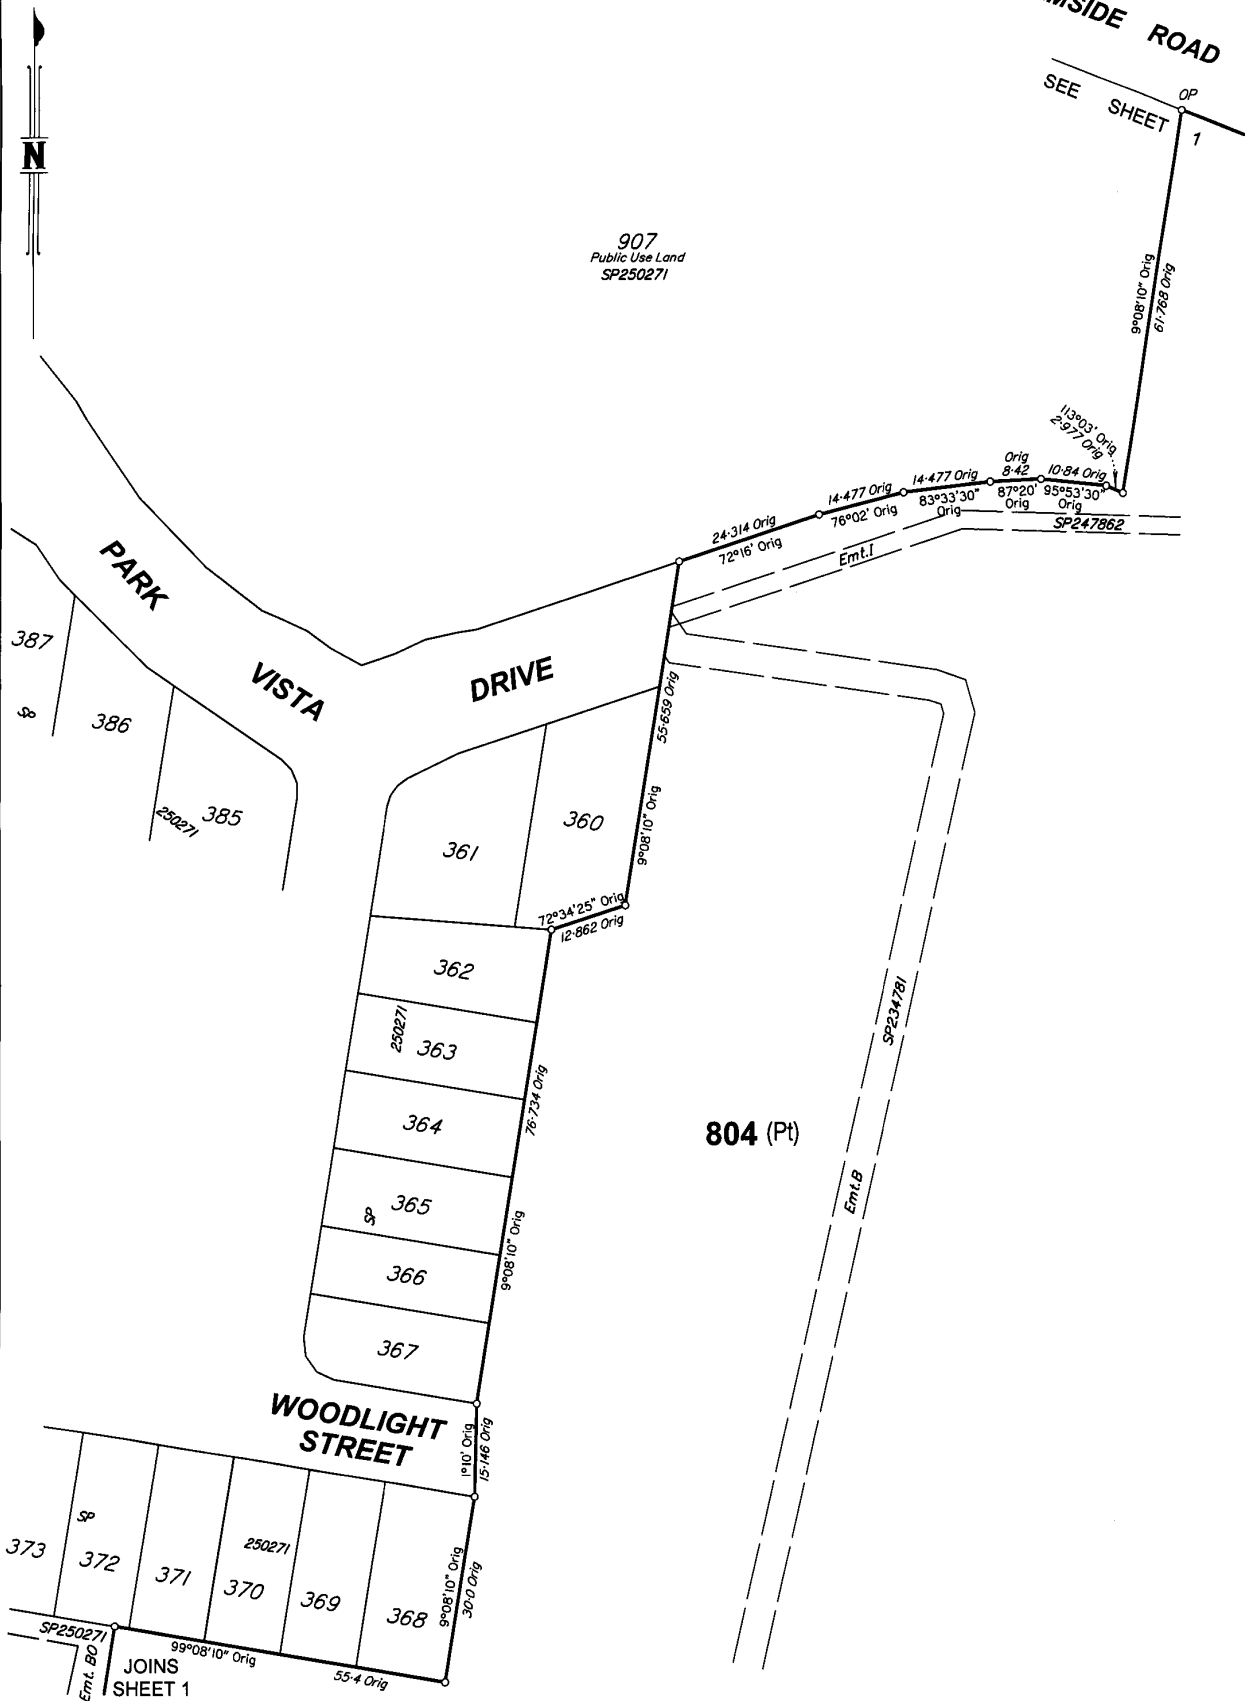 ROAD
SEE SHEET
1
OP
N
907
Public Use Land
SP250271
9°08'10" Orig
61·768 Orig
113°03' Orig
2·977 Orig
24·314 Orig
72°16' Orig
14·477 Orig
76°02' Orig
14·477 Orig
83°33'30"
Orig
Orig
8·42
87°20'
Orig
10·84 Orig
95°53'30"
Orig
SP247862
Emt.I
PARK
VISTA
DRIVE
387
SP
386
250271
385
55·659 Orig
9°08'10" Orig
361
360
72°34'25" Orig
12·862 Orig
362
250271
363
364
76·734 Orig
SP234781
804 (Pt)
SP
365
9°08'10" Orig
Emt.B
366
367
WOODLIGHT
STREET
1°10' Orig
15·146 Orig
373
SP
372
371
250271
370
369
368
9°08'10" Orig
30·0 Orig
SP250271
Emt. BO
JOINS
SHEET 1
99°08'10" Orig
55·4 Orig